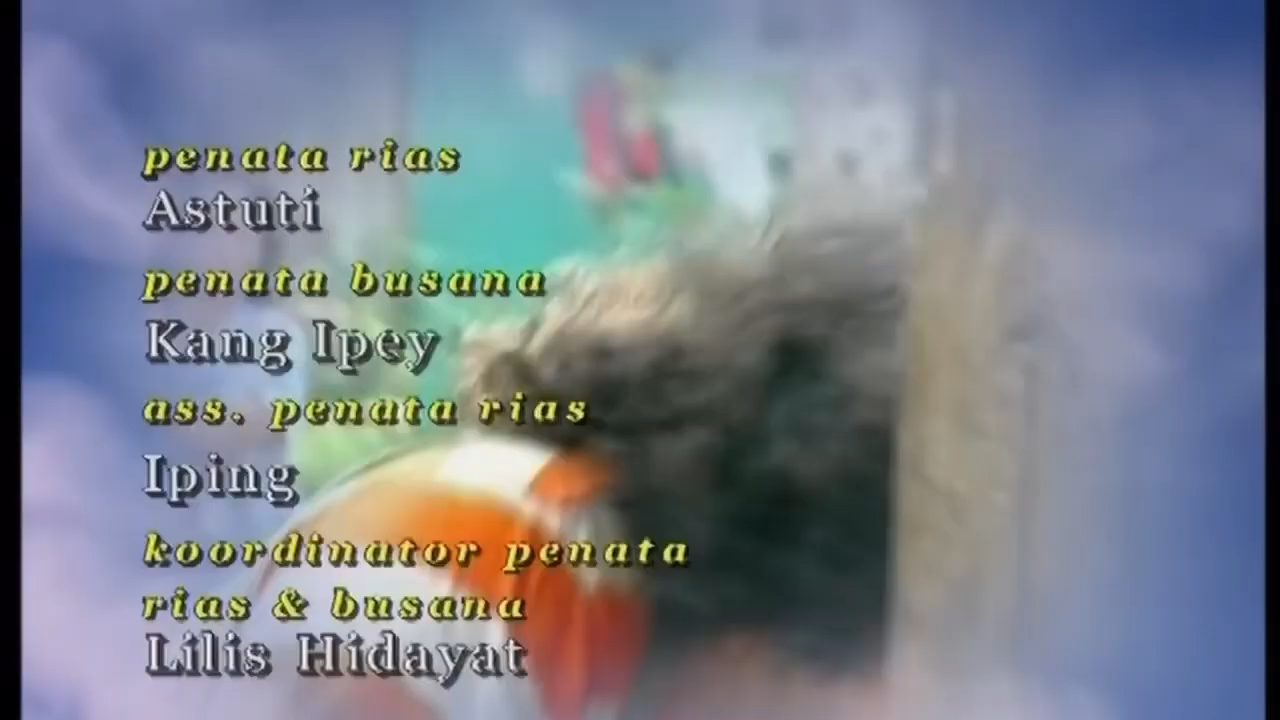 penata rias
Astuti
penata busana
Kang Ipey
ass. penata rias
Iping
koordinator penata
rias & busana
Lilis Hidayat